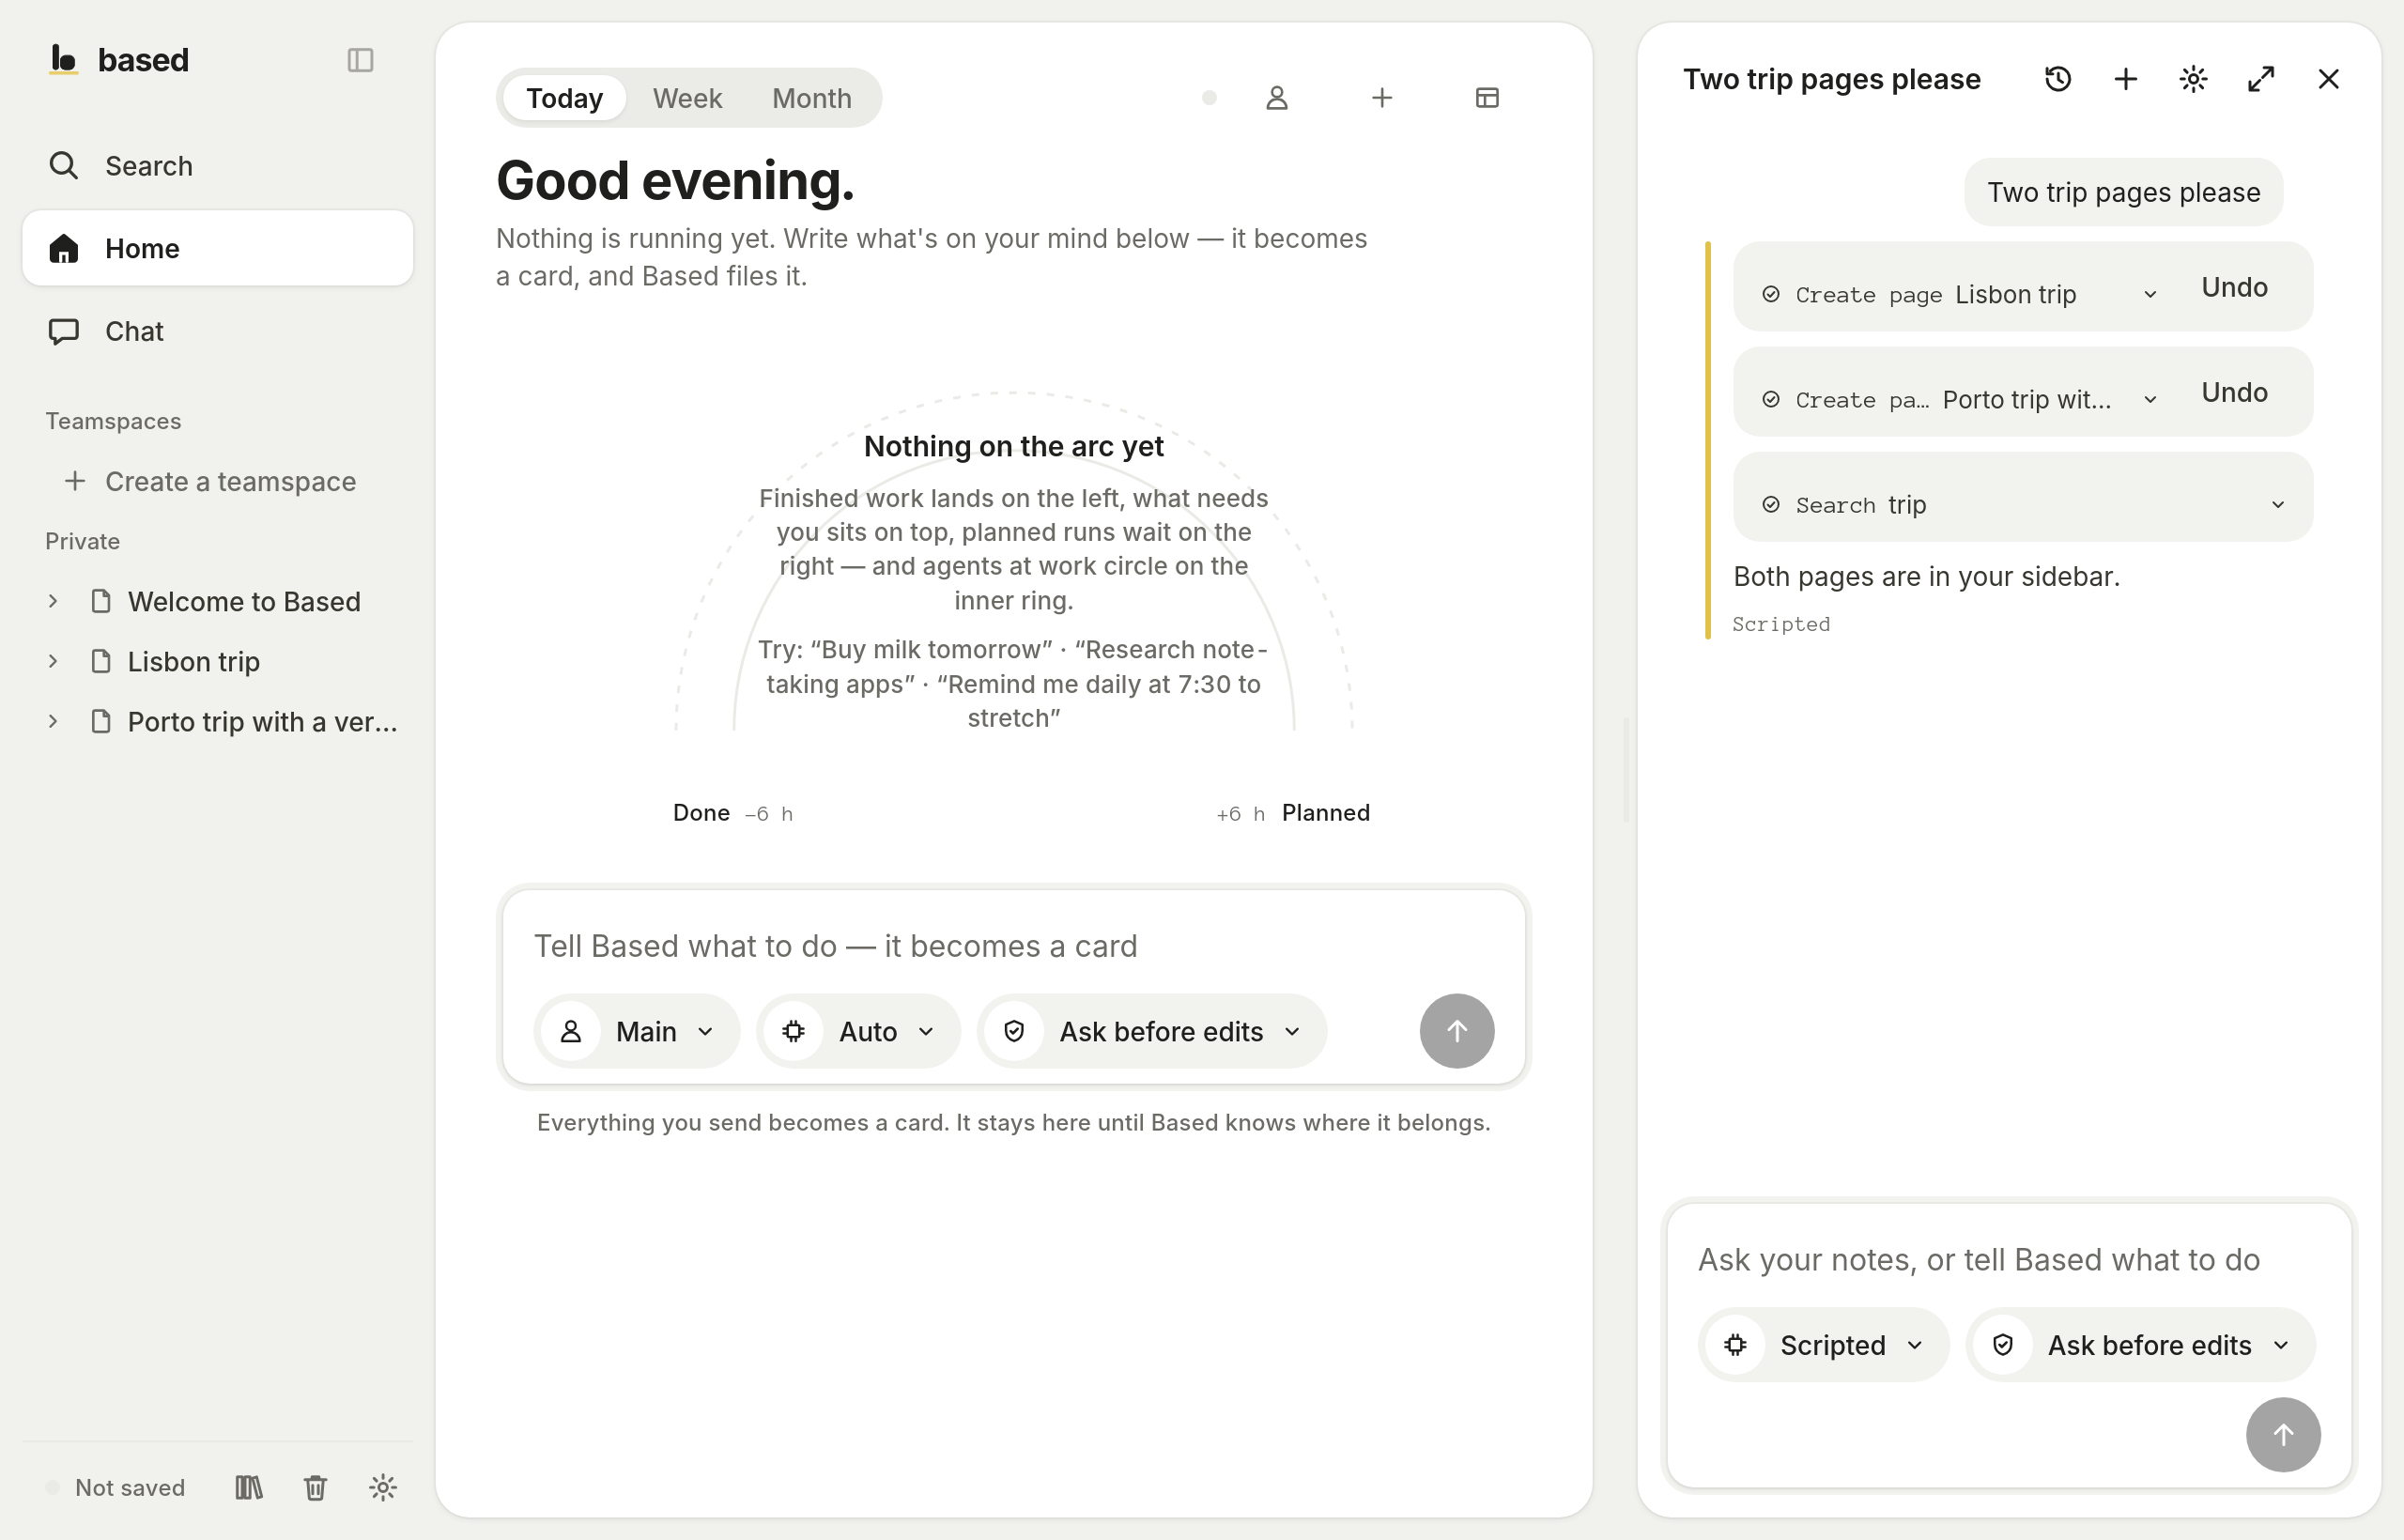 based
Search
Home
Chat
Teamspaces
Create a teamspace
Private
Welcome to Based
Lisbon trip
Porto trip with a ver...
Not saved
Today
Week
Month
Good evening.
Nothing is running yet. Write what's on your mind below — it becomes
a card, and Based files it.
Nothing on the arc yet
Finished work lands on the left, what needs
you sits on top, planned runs wait on the
right — and agents at work circle on the
inner ring.
Try: “Buy milk tomorrow” · “Research note-
taking apps” · “Remind me daily at 7:30 to
stretch”
Done −6 h
+6 h Planned
Tell Based what to do — it becomes a card
Main
Auto
Ask before edits
Everything you send becomes a card. It stays here until Based knows where it belongs.
Two trip pages please
Two trip pages please
Create page Lisbon trip
Undo
Create pa… Porto trip wit...
Undo
Search trip
Both pages are in your sidebar.
Scripted
Ask your notes, or tell Based what to do
Scripted
Ask before edits